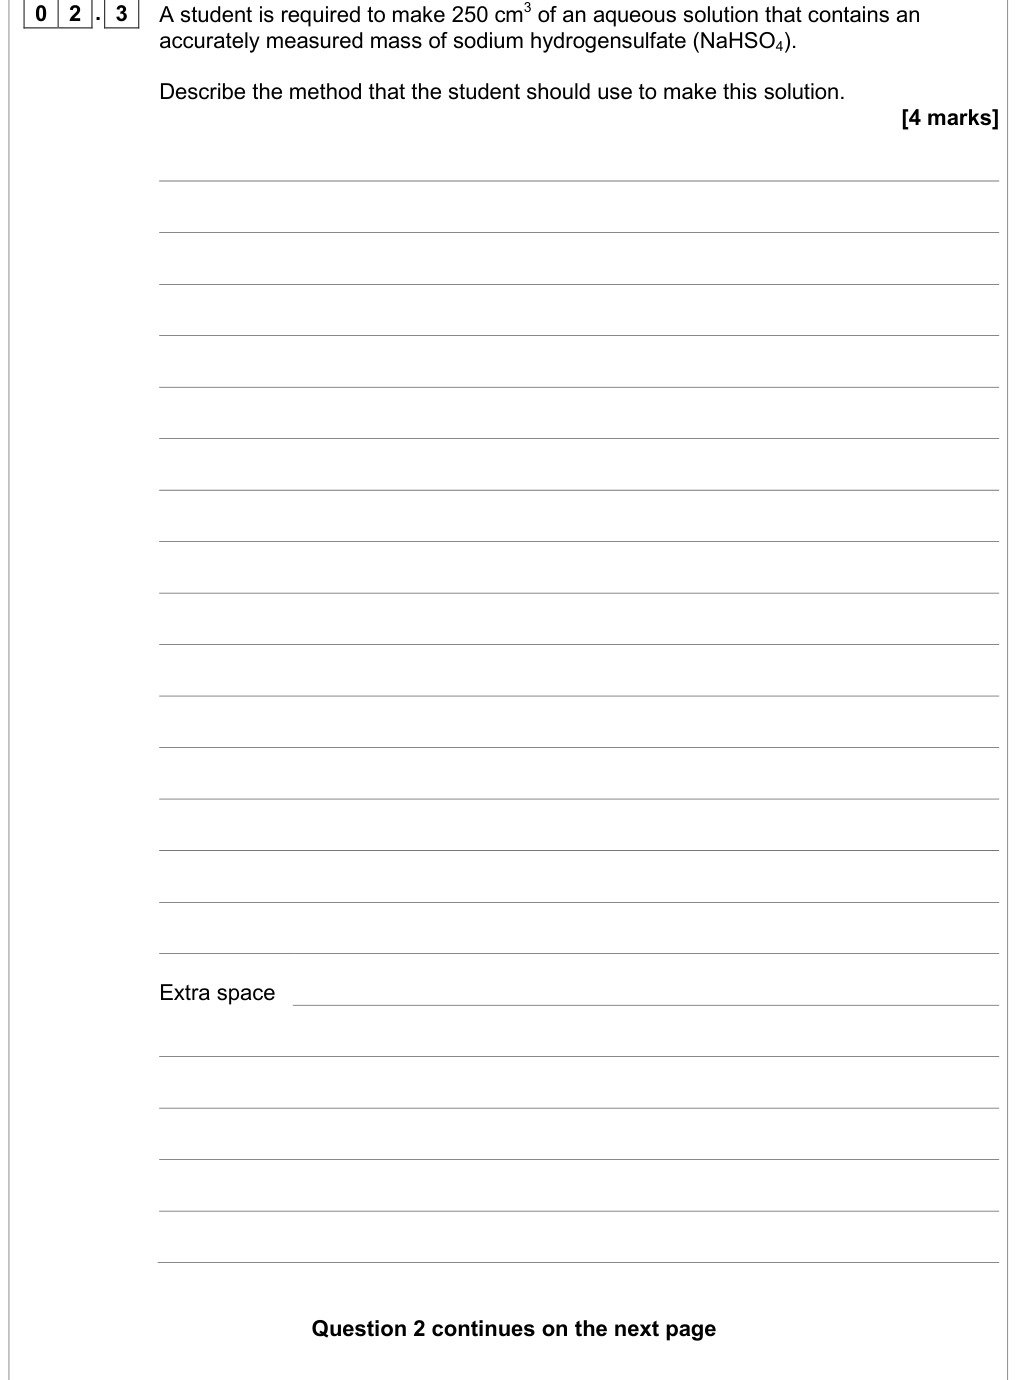 0 2 . 3 A student is required to make 250 cm³ of an aqueous solution that contains an
accurately measured mass of sodium hydrogensulfate (NaHSO₄).
Describe the method that the student should use to make this solution.
[4 marks]
Extra space
Question 2 continues on the next page